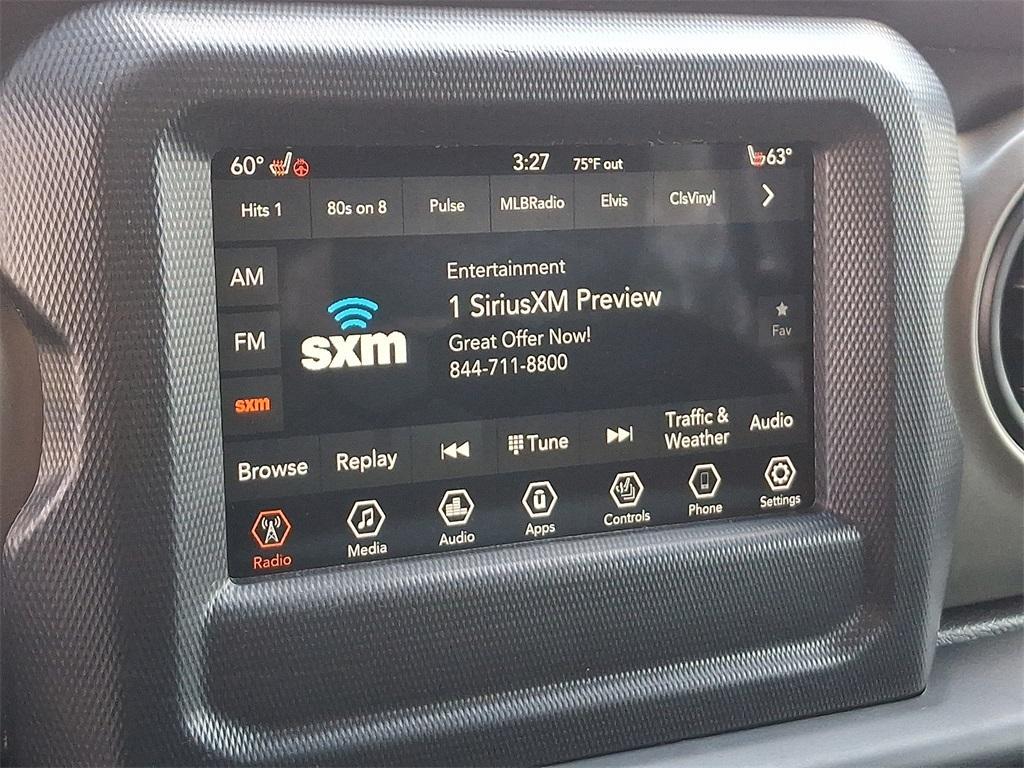 60° 3:27 75°F out 63°
Hits 1 80s on 8 Pulse MLBRadio Elvis ClsVinyl
AM
Entertainment
1 SiriusXM Preview
FM
sxm
Great Offer Now!
844-711-8800
Fav
sxm
Browse Replay Tune Traffic & Weather Audio
Radio Media Audio Apps Controls Phone Settings